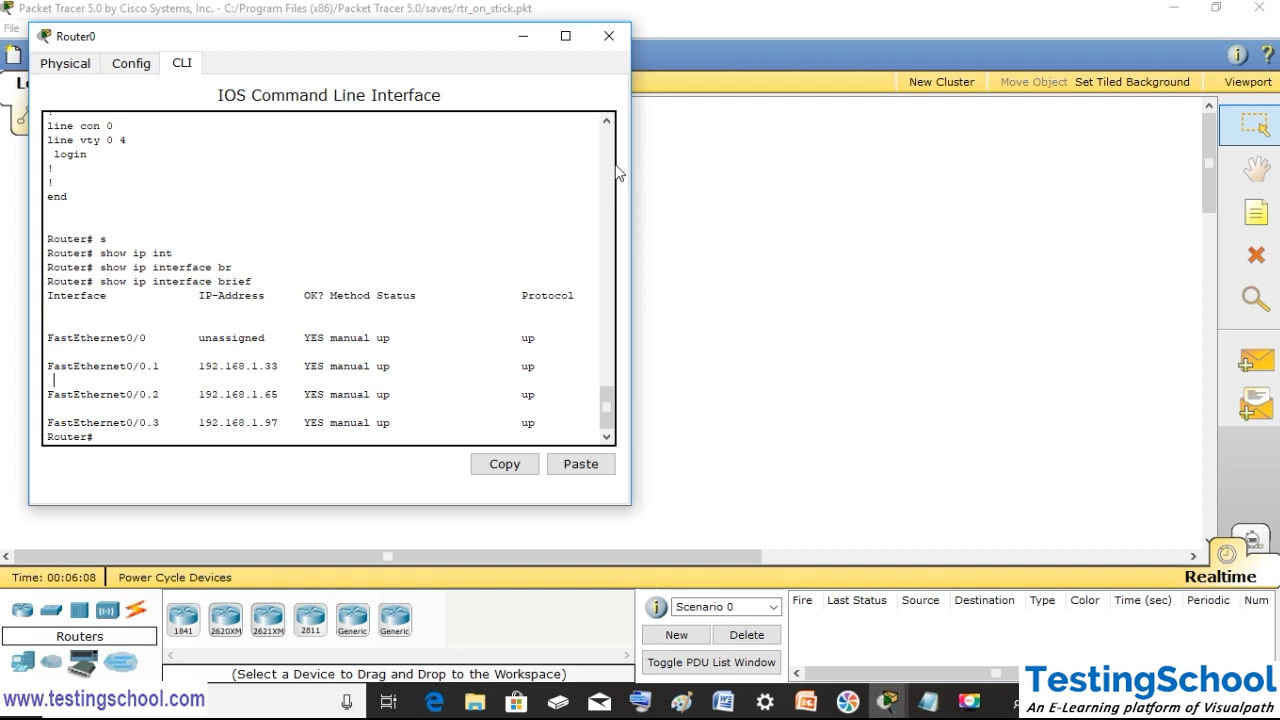 Packet Tracer 5.0 by Cisco Systems, Inc. - C:/Program Files (x86)/Packet Tracer 5.0/saves/rtr_on_stick.pkt
File
Router0
Physical Config CLI
New Cluster Move Object Set Tiled Background Viewport
IOS Command Line Interface
!
line con 0
line vty 0 4
login
!
!
end
Router# s
Router# show ip int
Router# show ip interface br
Router# show ip interface brief
Interface IP-Address OK? Method Status Protocol
FastEthernet0/0 unassigned YES manual up up
FastEthernet0/0.1 192.168.1.33 YES manual up up
FastEthernet0/0.2 192.168.1.65 YES manual up up
FastEthernet0/0.3 192.168.1.97 YES manual up up
Router#
Copy Paste
Realtime
Time: 00:06:08 Power Cycle Devices
Routers
1841 2620XM 2621XM 2811 Generic Generic
(Select a Device to Drag and Drop to the Workspace)
Scenario 0
New Delete
Toggle PDU List Window
Fire Last Status Source Destination Type Color Time (sec) Periodic Num
www.testingschool.com
TestingSchool
An E-Learning platform of Visualpath